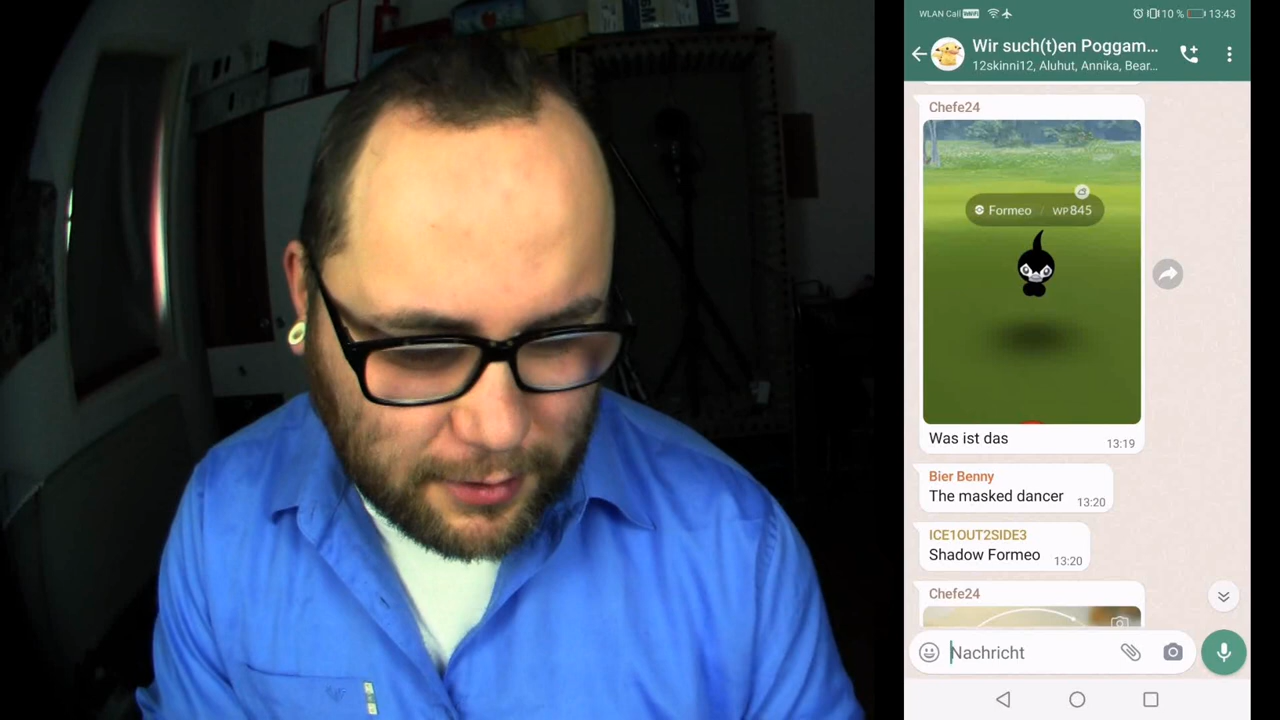 WLAN Call
10 %
13:43
Wir such(t)en Poggam...
12skinni12, Aluhut, Annika, Bear...
Chefe24
Formeo / WP845
Was ist das
13:19
Bier Benny
The masked dancer
13:20
ICE1OUT2SIDE3
Shadow Formeo
13:20
Chefe24
Nachricht